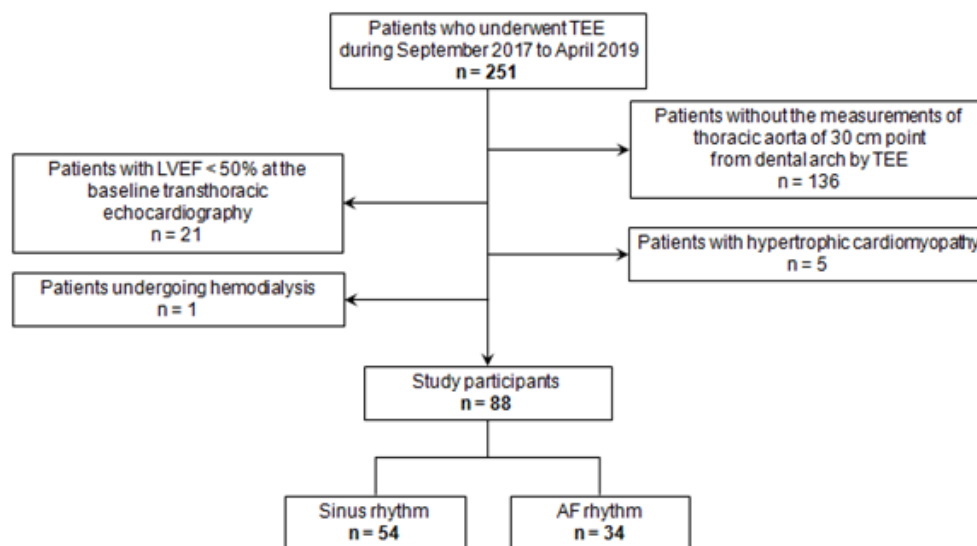 Patients who underwent TEE
during September 2017 to April 2019
n = 251
Patients without the measurements of
thoracic aorta of 30 cm point
from dental arch by TEE
n = 136
Patients with LVEF < 50% at the
baseline transthoracic
echocardiography
n = 21
Patients with hypertrophic cardiomyopathy
n = 5
Patients undergoing hemodialysis
n = 1
Study participants
n = 88
Sinus rhythm
n = 54
AF rhythm
n = 34